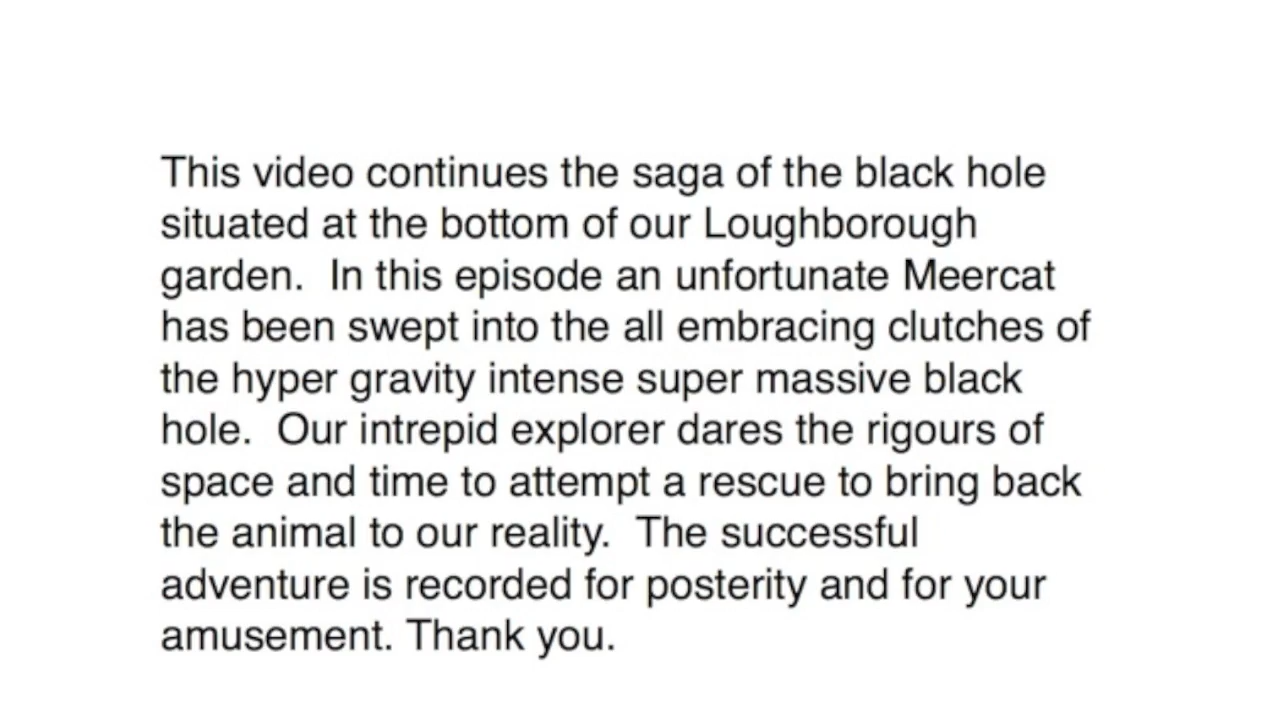 This video continues the saga of the black hole
situated at the bottom of our Loughborough
garden.  In this episode an unfortunate Meercat
has been swept into the all embracing clutches of
the hyper gravity intense super massive black
hole.  Our intrepid explorer dares the rigours of
space and time to attempt a rescue to bring back
the animal to our reality.  The successful
adventure is recorded for posterity and for your
amusement. Thank you.